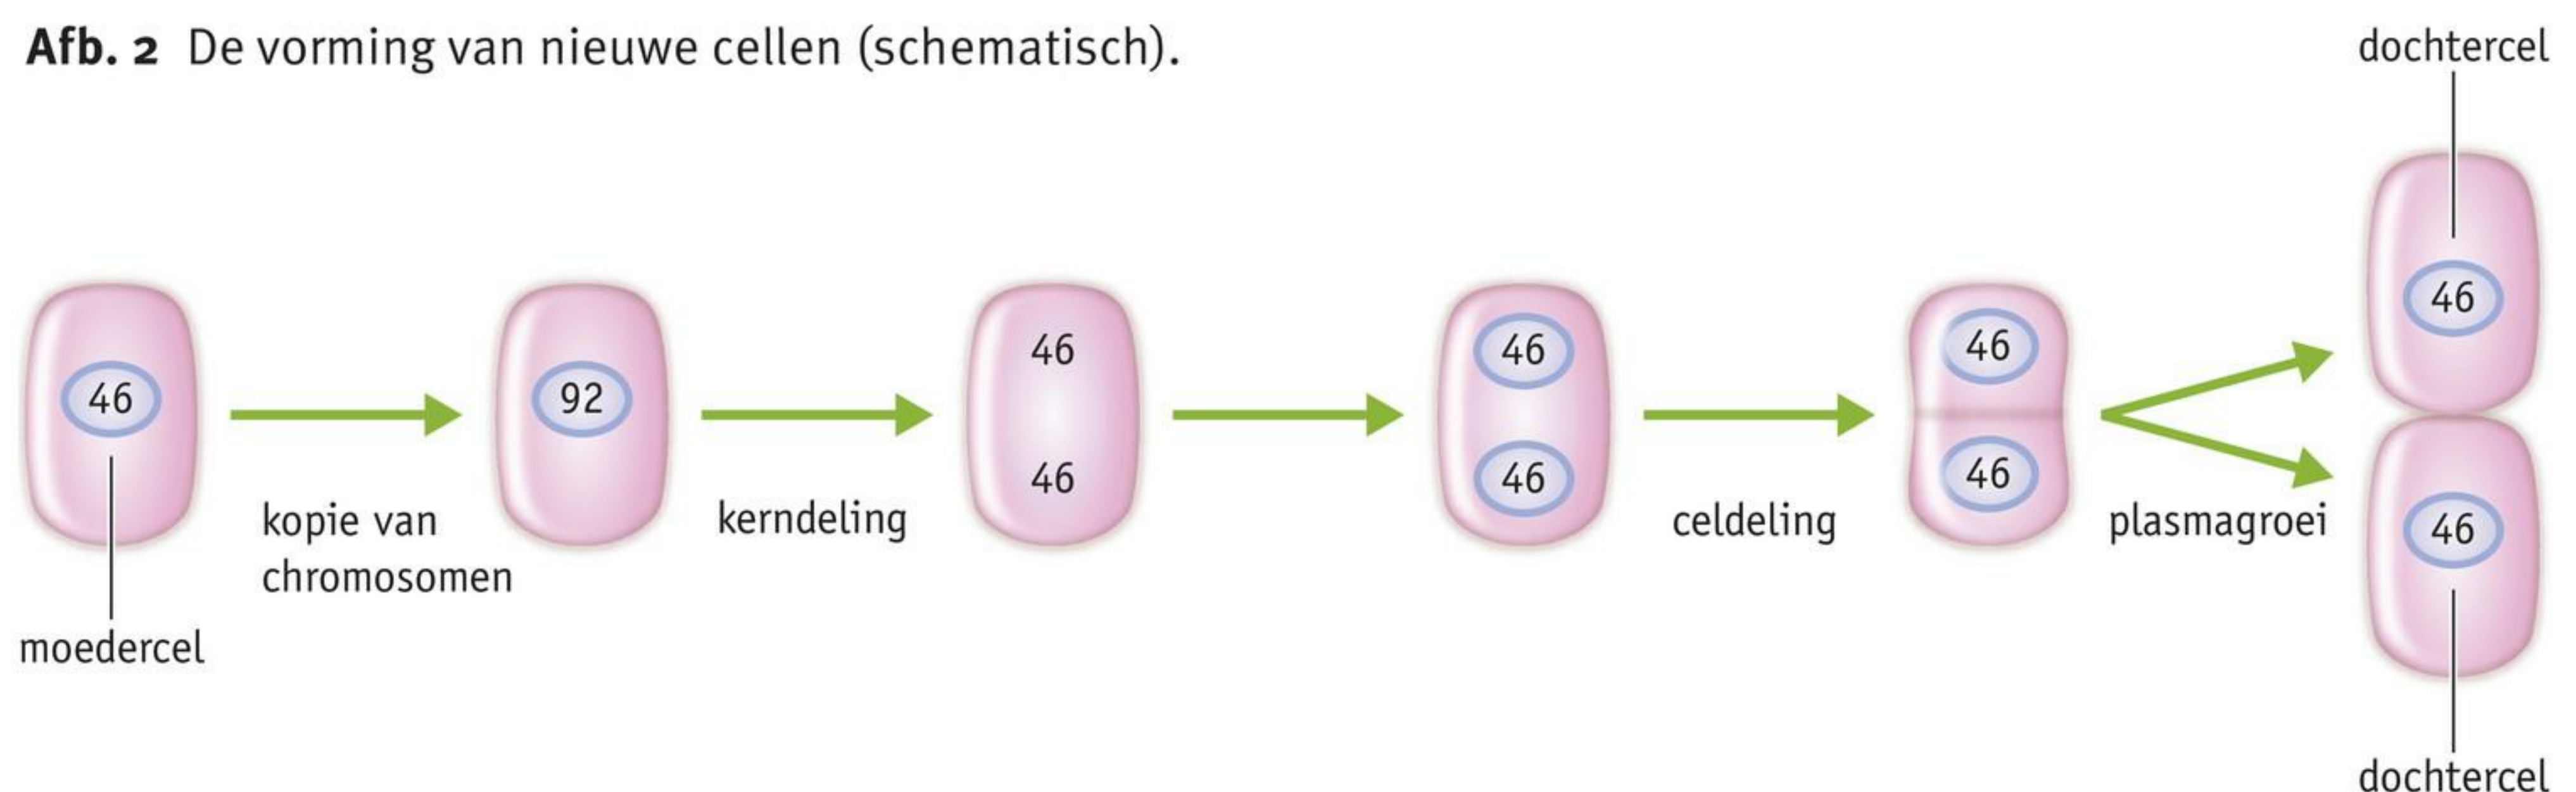 Afb. 2 De vorming van nieuwe cellen (schematisch).
dochtercel
46
92
46
46
46
46
46
46
46
46
kopie van
chromosomen
kerndeling
celdeling
plasmagroei
moedercel
dochtercel